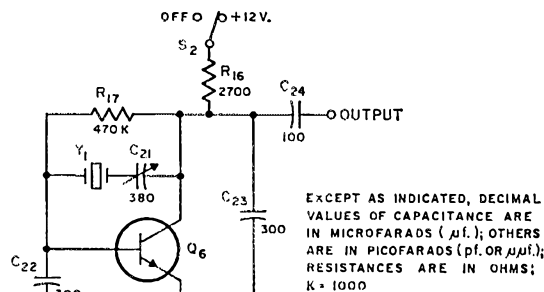 OFF +12V.
S2
R16
2700
C24
100
OUTPUT
R17
470K
Y1
C21
380
C23
300
Q6
C22
EXCEPT AS INDICATED, DECIMAL
VALUES OF CAPACITANCE ARE
IN MICROFARADS (µf.); OTHERS
ARE IN PICOFARADS (pf. OR µµf.);
RESISTANCES ARE IN OHMS;
K = 1000